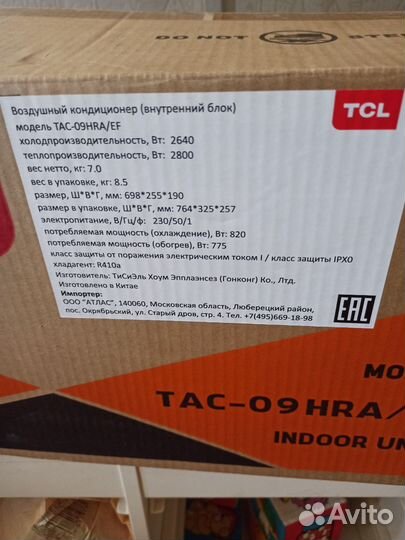 DO NOT STE
TCL
Воздушный кондиционер (внутренний блок)
модель TAC-09HRA/EF
холодпроизводительность, Вт: 2640
теплопроизводительность, Вт: 2800
вес нетто, кг: 7.0
вес в упаковке, кг: 8.5
размер, Ш*В*Г, мм: 698*255*190
размер в упаковке, Ш*В*Г, мм: 764*325*257
электропитание, В/Гц/ф: 230/50/1
потребляемая мощность (охлаждение), Вт: 820
потребляемая мощность (обогрев), Вт: 775
класс защиты от поражения электрическим током I / класс защиты IPX0
хладагент: R410a
Изготовитель: ТиСиЭль Хоум Эпплаэнсез (Гонконг) Ко., Лтд.
Изготовлено в Китае
Импортер:
ООО "АТЛАС", 140060, Московская область, Люберецкий район,
пос. Окрябрьский, ул. Старый дров, стр. 4. Тел. +7(495)669-18-98
EAC
MO
TAC-09HRA/
INDOOR UN
Avito